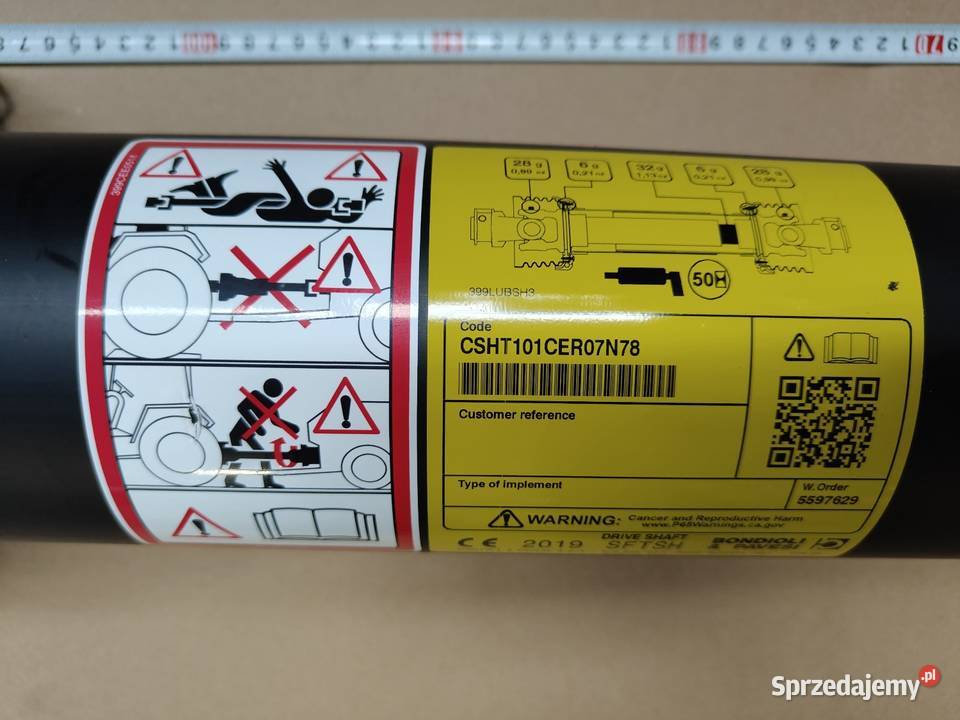 399CEE051
28 g
0,99 oz
6 g
0,21 oz
32 g
1,13 oz
6 g
0,21 oz
28 g
0,99 oz
50H
399LUBSH3
Code
CSHT101CER07N78
Customer reference
Type of implement
W.Order
5597629
WARNING: Cancer and Reproductive Harm
www.P65Warnings.ca.gov
CE 2019 DRIVE SHAFT
SFTSH
BONDIOLI
& PAVESI
Sprzedajemy.pl